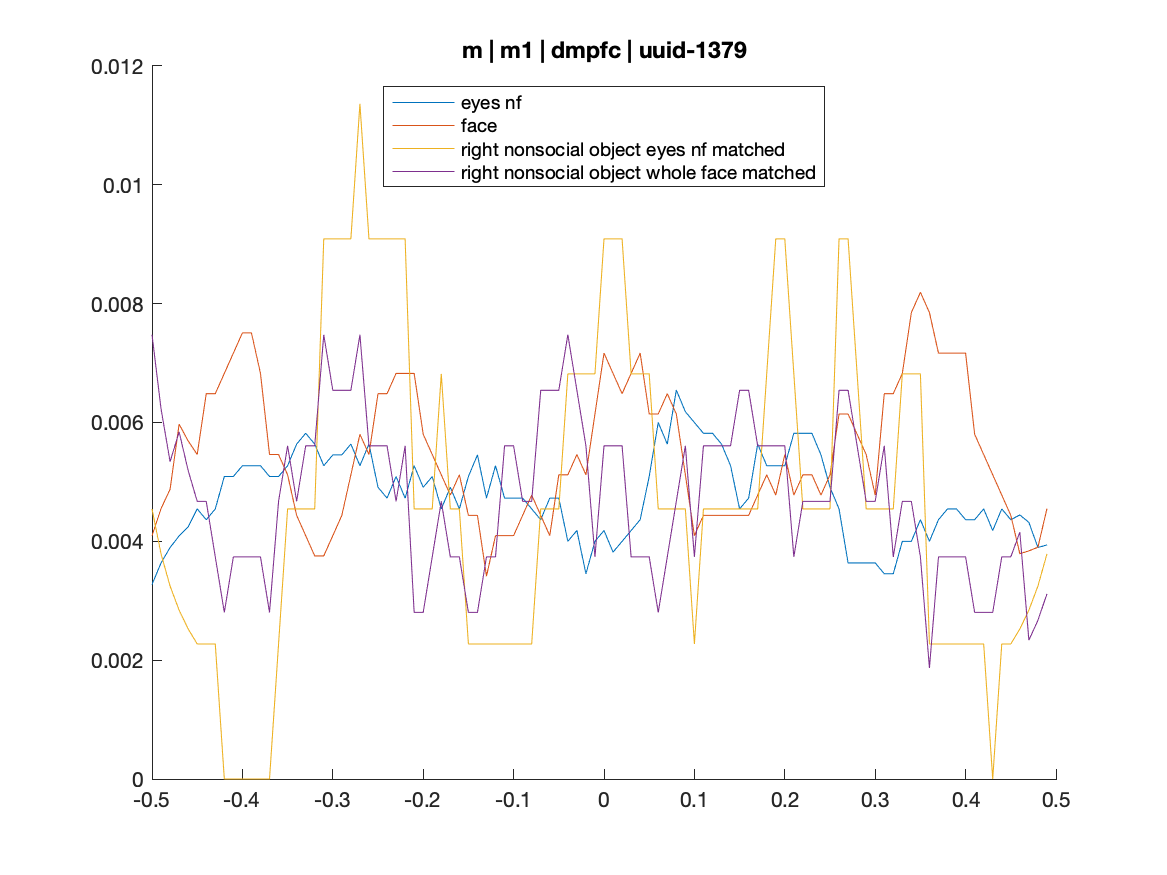 m | m1 | dmpfc | uuid-1379
0.012
0.01
0.008
0.006
0.004
0.002
0
eyes nf
face
right nonsocial object eyes nf matched
right nonsocial object whole face matched
-0.5 -0.4 -0.3 -0.2 -0.1 0 0.1 0.2 0.3 0.4 0.5